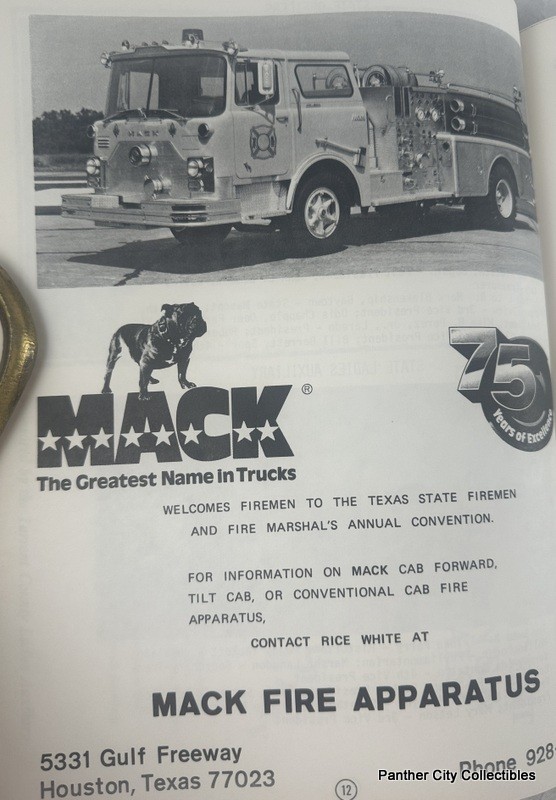 MACK
MACK ®
The Greatest Name in Trucks
75
Years of Excellence
WELCOMES FIREMEN TO THE TEXAS STATE FIREMEN
AND FIRE MARSHAL'S ANNUAL CONVENTION.
FOR INFORMATION ON MACK CAB FORWARD,
TILT CAB, OR CONVENTIONAL CAB FIRE
APPARATUS,
CONTACT RICE WHITE AT
MACK FIRE APPARATUS
5331 Gulf Freeway
Houston, Texas 77023
Phone 928-
12
Panther City Collectibles